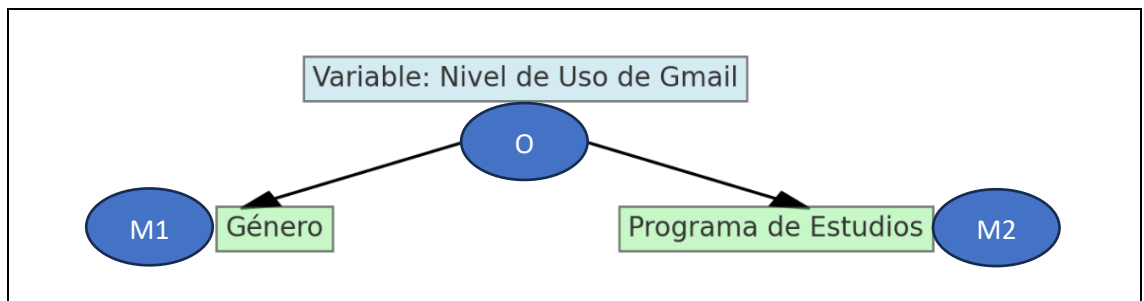 Variable: Nivel de Uso de Gmail
O
M1
Género
Programa de Estudios
M2